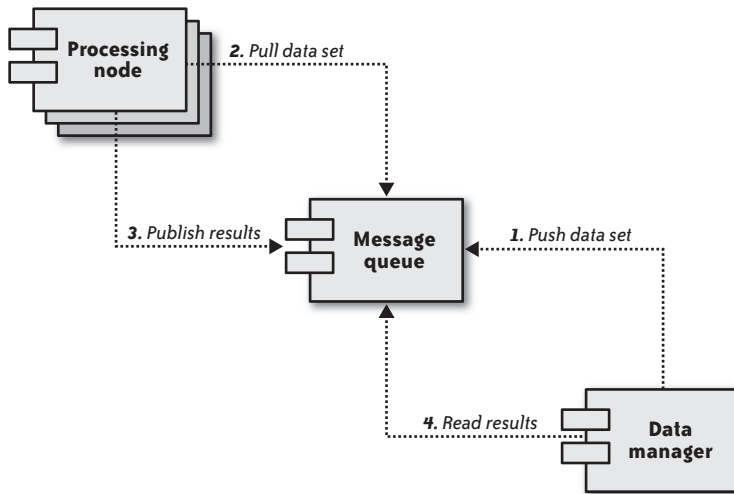 Processing
node
2. Pull data set
3. Publish results
Message
queue
1. Push data set
4. Read results
Data
manager